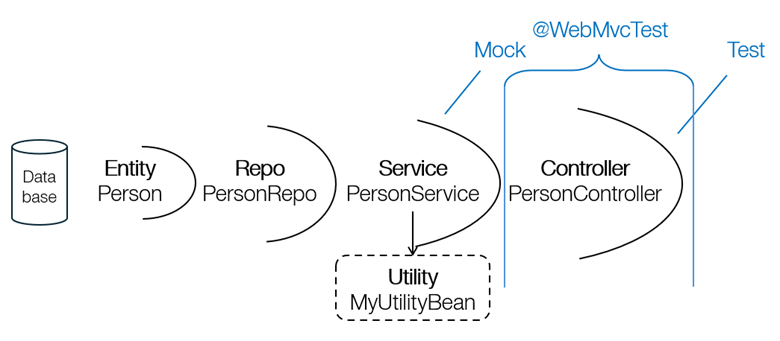 @WebMvcTest
Mock
Test
Data
base
Entity
Person
Repo
PersonRepo
Service
PersonService
Controller
PersonController
Utility
MyUtilityBean